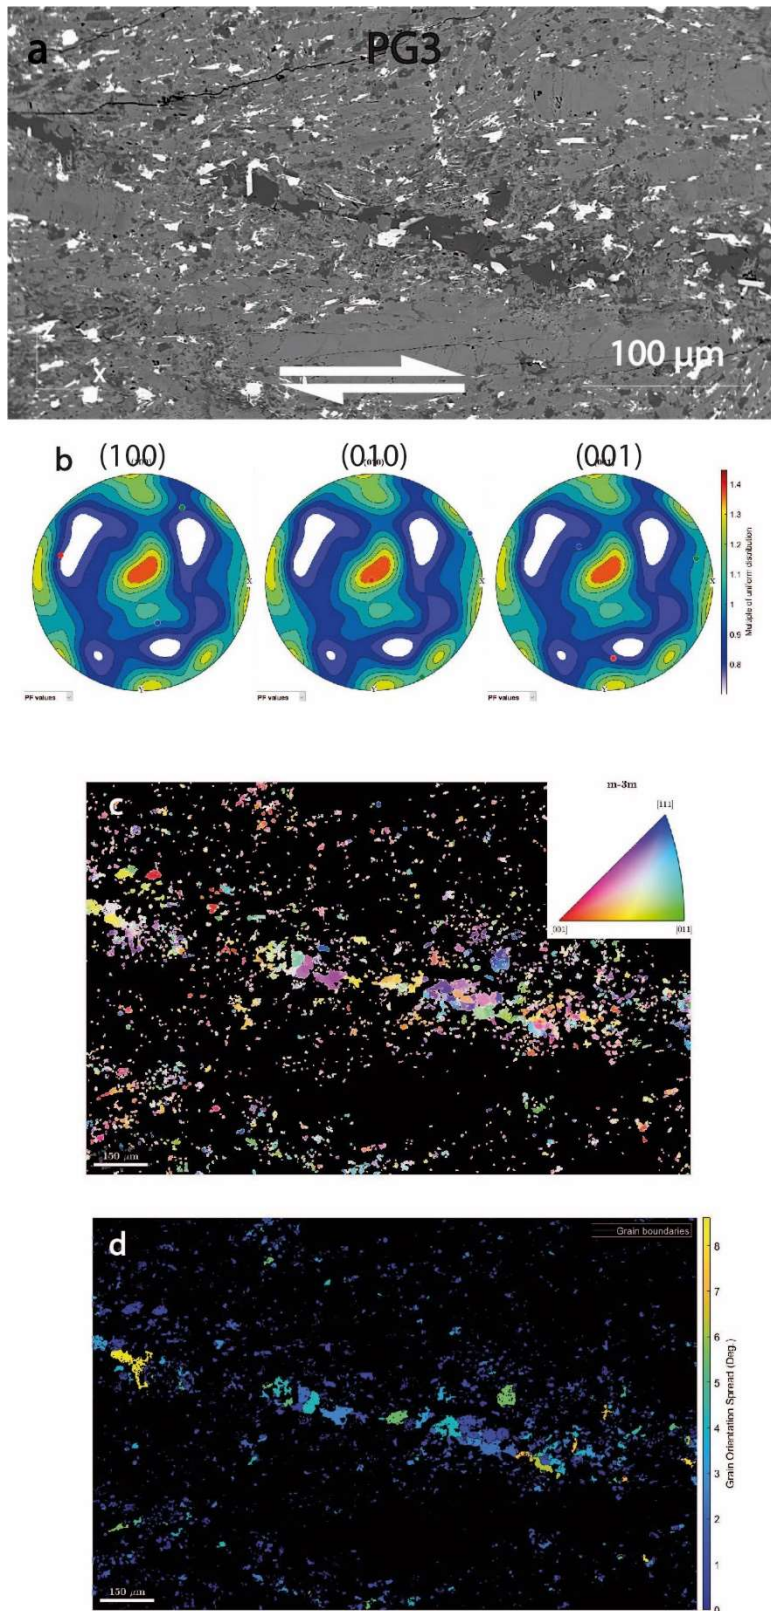 a
PG3
100 µm
X
b
(100) (010) (001)
X X X
Y Y Y
PF values PF values PF values
1.4
1.3
1.2
1.1
1
0.9
0.8
Multiple of uniform distribution
c
m-3m
[111]
[001] [011]
150 µm
d
Grain boundaries
8
7
6
5
4
3
2
1
0
Grain Orientation Spread (Deg.)
150 µm